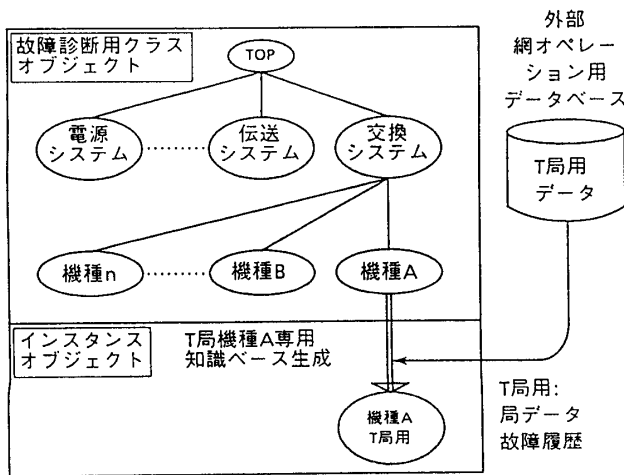 故障診断用クラス
オブジェクト
TOP
電源
システム
伝送
システム
交換
システム
機種n
機種B
機種A
外部
網オペレー
ション用
データベース
T局用
データ
インスタンス
オブジェクト
T局機種A専用
知識ベース生成
機種A
T局用
T局用:
局データ
故障履歴